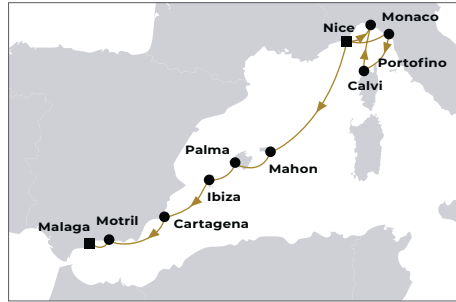 Monaco
Nice
Portofino
Calvi
Palma
Mahon
Ibiza
Cartagena
Motril
Malaga